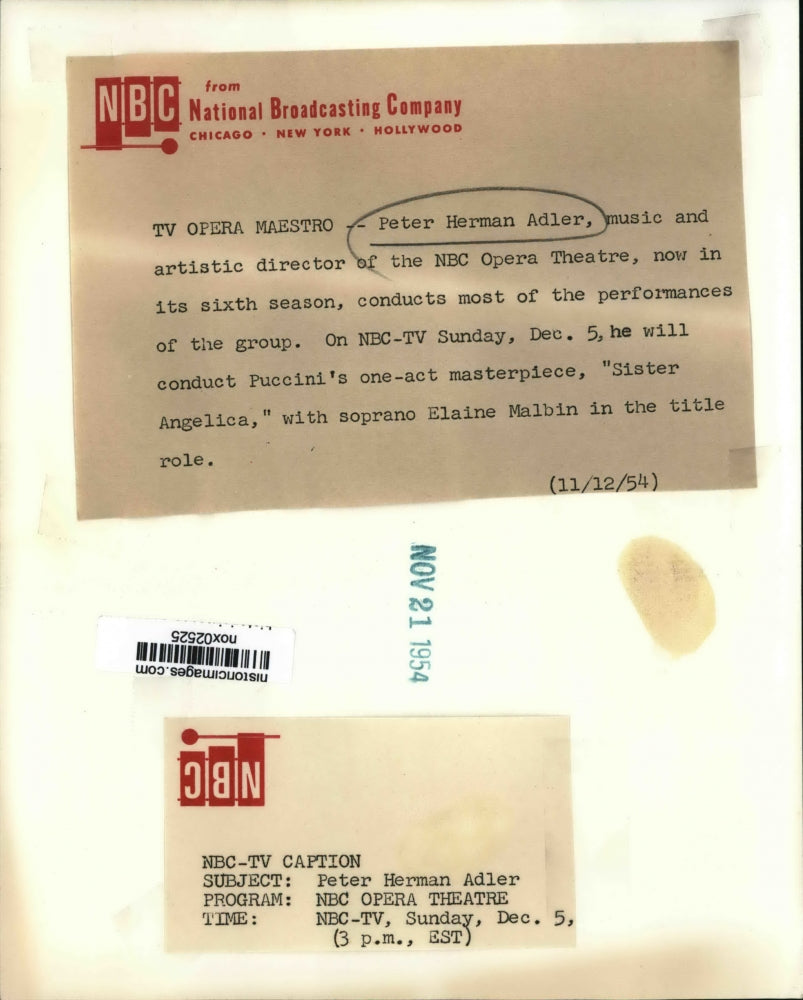 NBC
from
National Broadcasting Company
CHICAGO · NEW YORK · HOLLYWOOD
TV OPERA MAESTRO -- Peter Herman Adler, music and
artistic director of the NBC Opera Theatre, now in
its sixth season, conducts most of the performances
of the group. On NBC-TV Sunday, Dec. 5, he will
conduct Puccini's one-act masterpiece, "Sister
Angelica," with soprano Elaine Malbin in the title
role.
(11/12/54)
NOV 21 1954
historicimages.com
nox02525
NBC
NBC-TV CAPTION
SUBJECT: Peter Herman Adler
PROGRAM: NBC OPERA THEATRE
TIME: NBC-TV, Sunday, Dec. 5,
(3 p.m., EST)